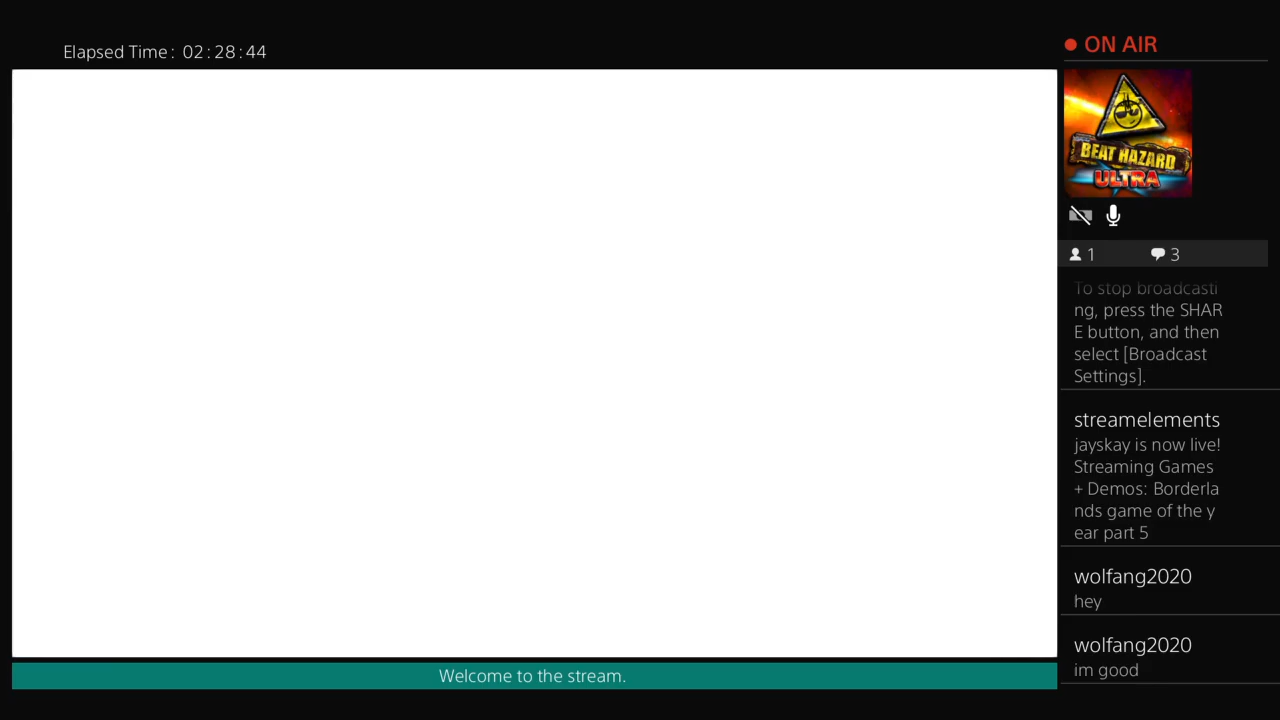 Elapsed Time: 02:28:44
ON AIR
BEAT HAZARD
ULTRA
1
3
To stop broadcasti
ng, press the SHAR
E button, and then
select [Broadcast
Settings].
streamelements
jayskay is now live!
Streaming Games
+ Demos: Borderla
nds game of the y
ear part 5
wolfang2020
hey
wolfang2020
im good
Welcome to the stream.